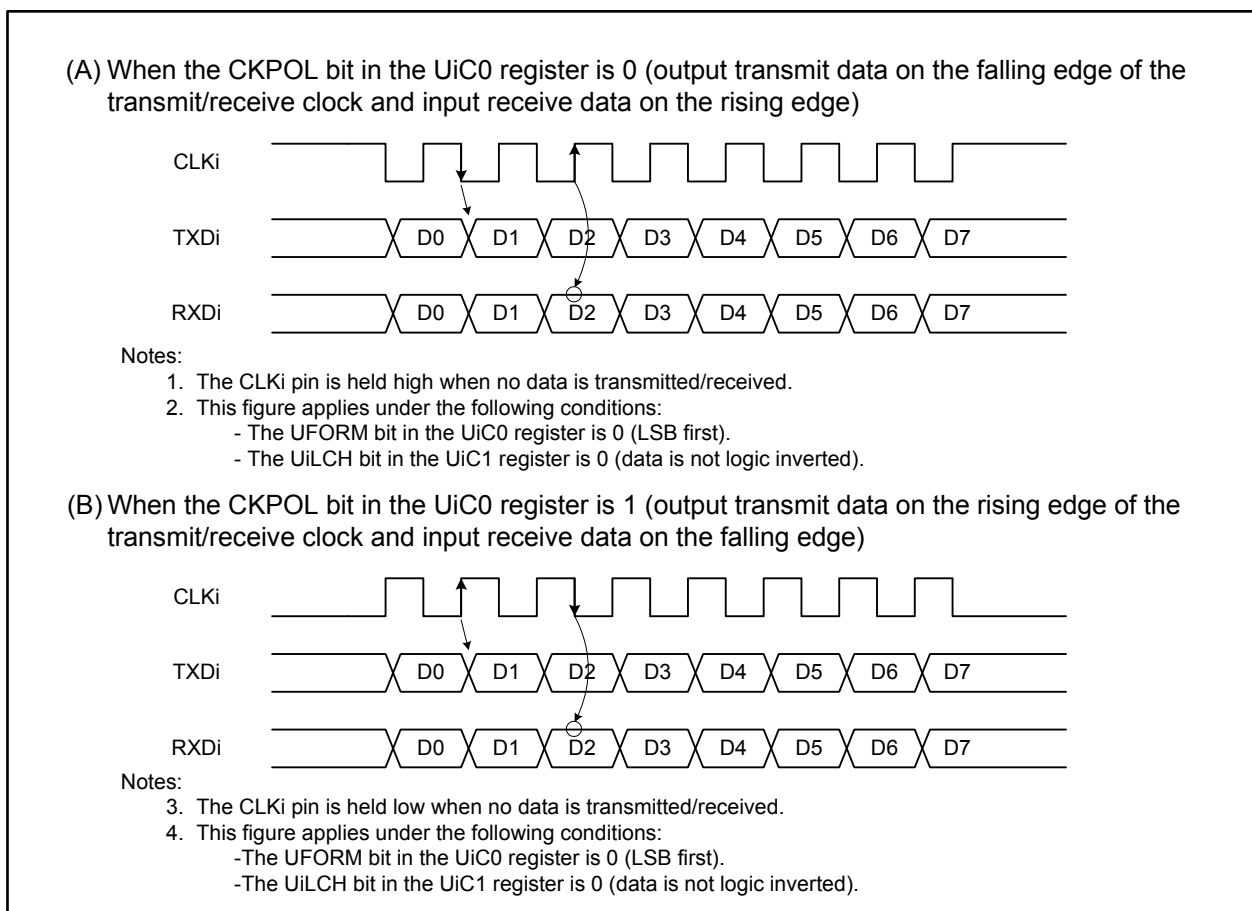 (A) When the CKPOL bit in the UiC0 register is 0 (output transmit data on the falling edge of the
transmit/receive clock and input receive data on the rising edge)
CLKi
TXDi D0 D1 D2 D3 D4 D5 D6 D7
RXDi D0 D1 D2 D3 D4 D5 D6 D7
Notes:
1. The CLKi pin is held high when no data is transmitted/received.
2. This figure applies under the following conditions:
- The UFORM bit in the UiC0 register is 0 (LSB first).
- The UiLCH bit in the UiC1 register is 0 (data is not logic inverted).
(B) When the CKPOL bit in the UiC0 register is 1 (output transmit data on the rising edge of the
transmit/receive clock and input receive data on the falling edge)
CLKi
TXDi D0 D1 D2 D3 D4 D5 D6 D7
RXDi D0 D1 D2 D3 D4 D5 D6 D7
Notes:
3. The CLKi pin is held low when no data is transmitted/received.
4. This figure applies under the following conditions:
-The UFORM bit in the UiC0 register is 0 (LSB first).
-The UiLCH bit in the UiC1 register is 0 (data is not logic inverted).